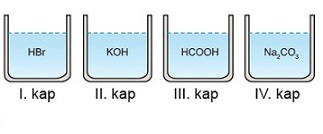 HBr KOH HCOOH Na₂CO₃
I. kap II. kap III. kap IV. kap